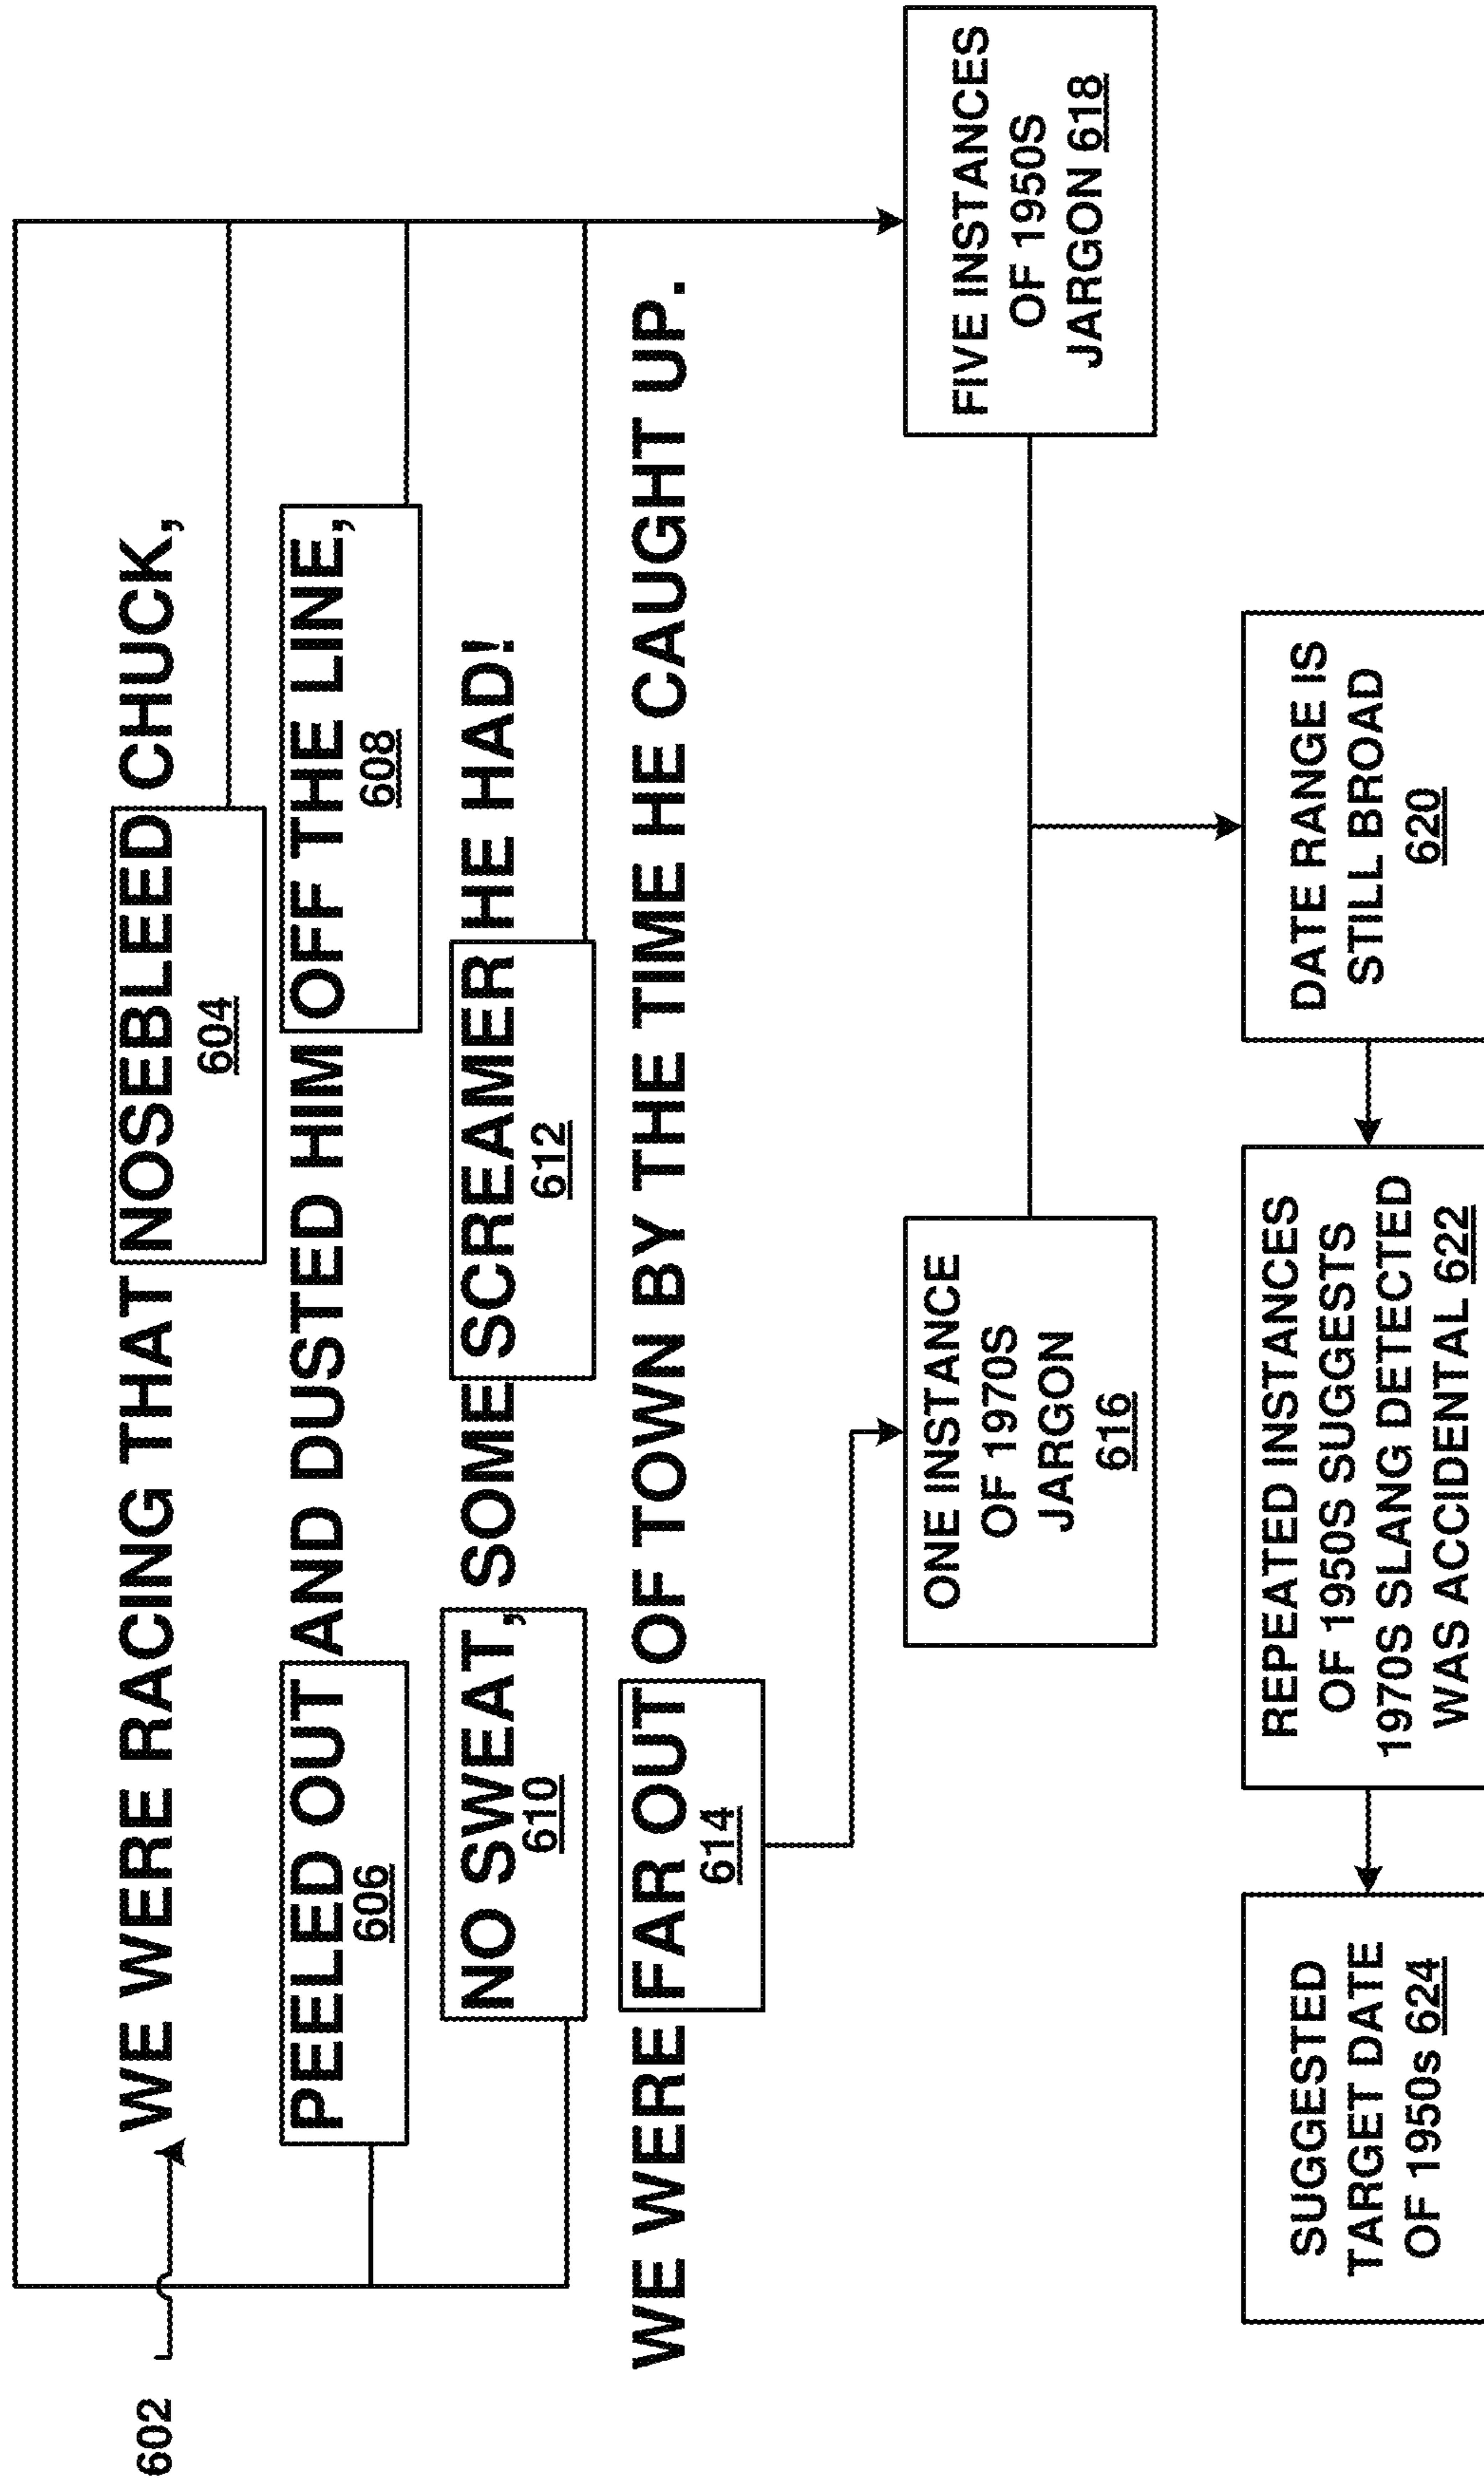 602
WE WERE RACING THAT NOSEBLEED CHUCK,
604
PEELED OUT AND DUSTED HIM OFF THE LINE,
606
608
NO SWEAT, SOME SCREAMER HE HAD!
610
612
WE WERE FAR OUT OF TOWN BY THE TIME HE CAUGHT UP.
614
ONE INSTANCE
OF 1970S
JARGON
616
FIVE INSTANCES
OF 1950S
JARGON 618
DATE RANGE IS
STILL BROAD
620
REPEATED INSTANCES
OF 1950S SUGGESTS
1970S SLANG DETECTED
WAS ACCIDENTAL 622
SUGGESTED
TARGET DATE
OF 1950s 624